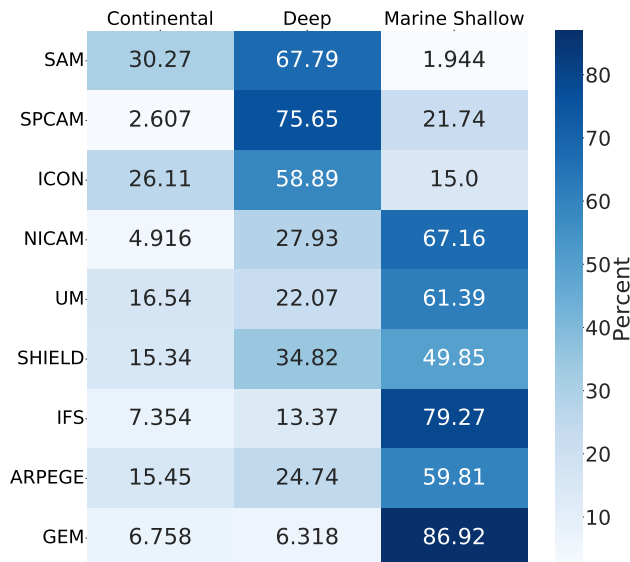 Continental Deep Marine Shallow
SAM 30.27 67.79 1.944
SPCAM 2.607 75.65 21.74
ICON 26.11 58.89 15.0
NICAM 4.916 27.93 67.16
UM 16.54 22.07 61.39
SHIELD 15.34 34.82 49.85
IFS 7.354 13.37 79.27
ARPEGE 15.45 24.74 59.81
GEM 6.758 6.318 86.92
80
70
60
50
40
30
20
10
Percent